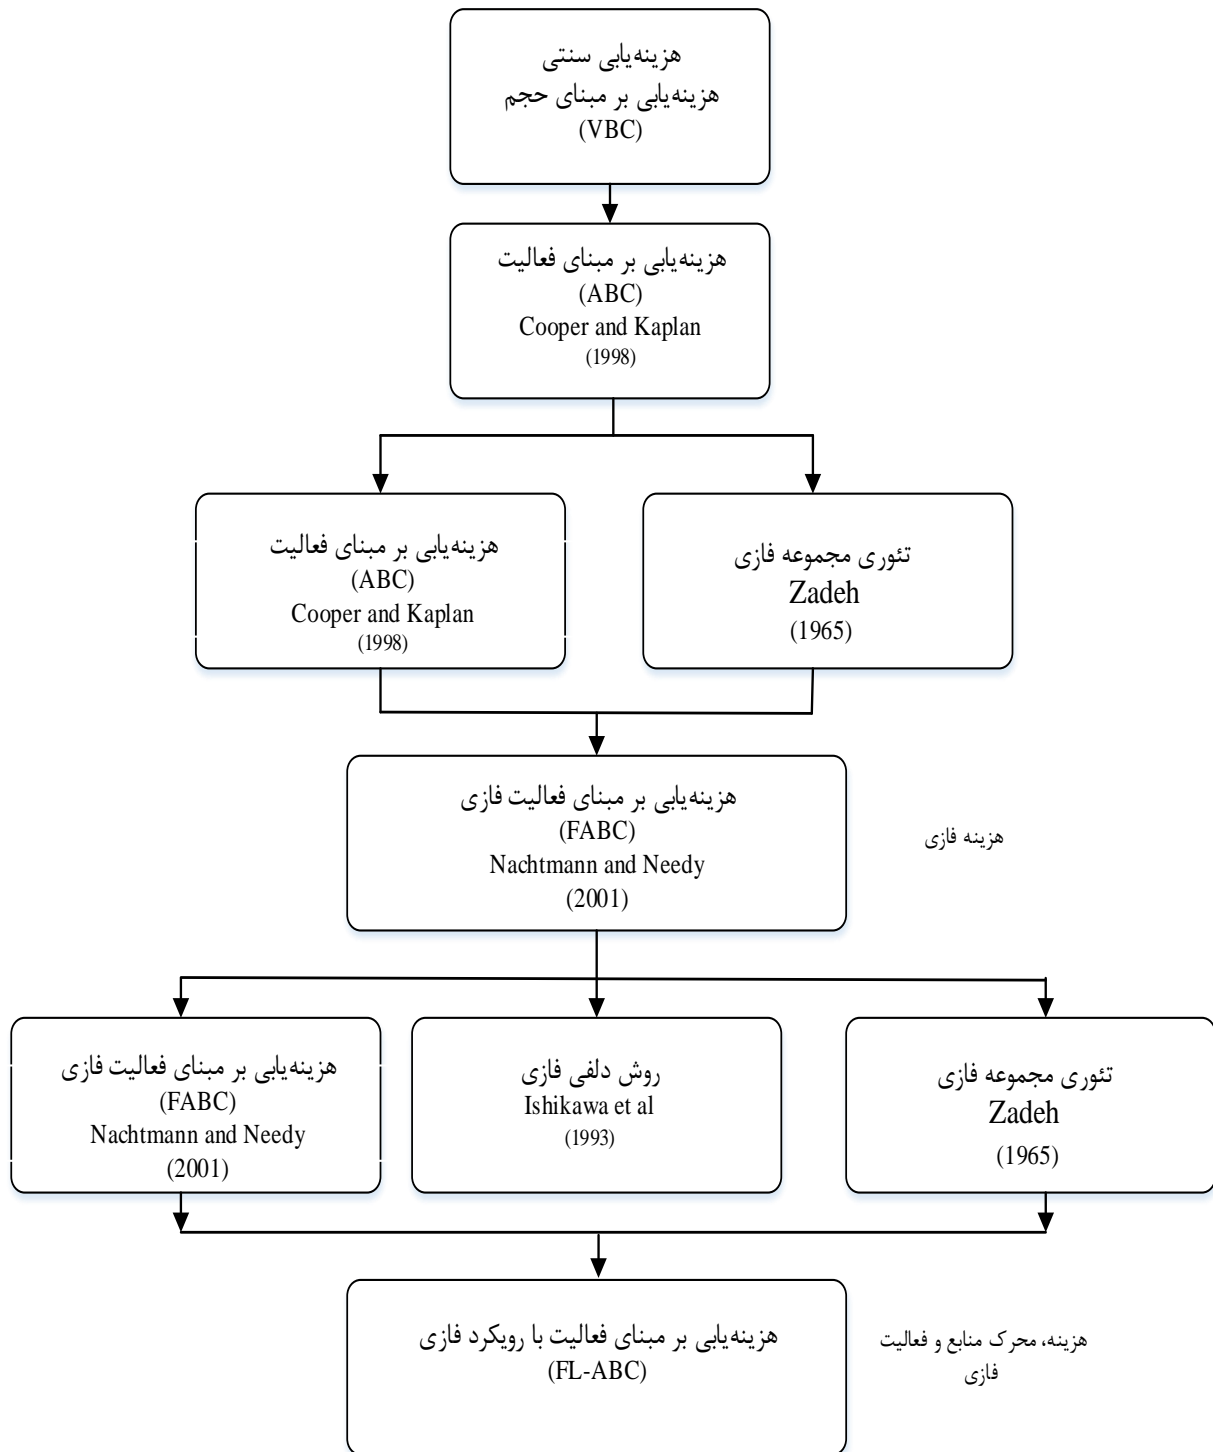 هزینه‌یابی سنتی
هزینه‌یابی بر مبنای حجم
(VBC)
هزینه‌یابی بر مبنای فعالیت
(ABC)
Cooper and Kaplan
(1998)
هزینه‌یابی بر مبنای فعالیت
(ABC)
Cooper and Kaplan
(1998)
تئوری مجموعه فازی
Zadeh
(1965)
هزینه‌یابی بر مبنای فعالیت فازی
(FABC)
Nachtmann and Needy
(2001)
هزینه فازی
هزینه‌یابی بر مبنای فعالیت فازی
(FABC)
Nachtmann and Needy
(2001)
روش دلفی فازی
Ishikawa et al
(1993)
تئوری مجموعه فازی
Zadeh
(1965)
هزینه‌یابی بر مبنای فعالیت با رویکرد فازی
(FL-ABC)
هزینه، محرک منابع و فعالیت
فازی